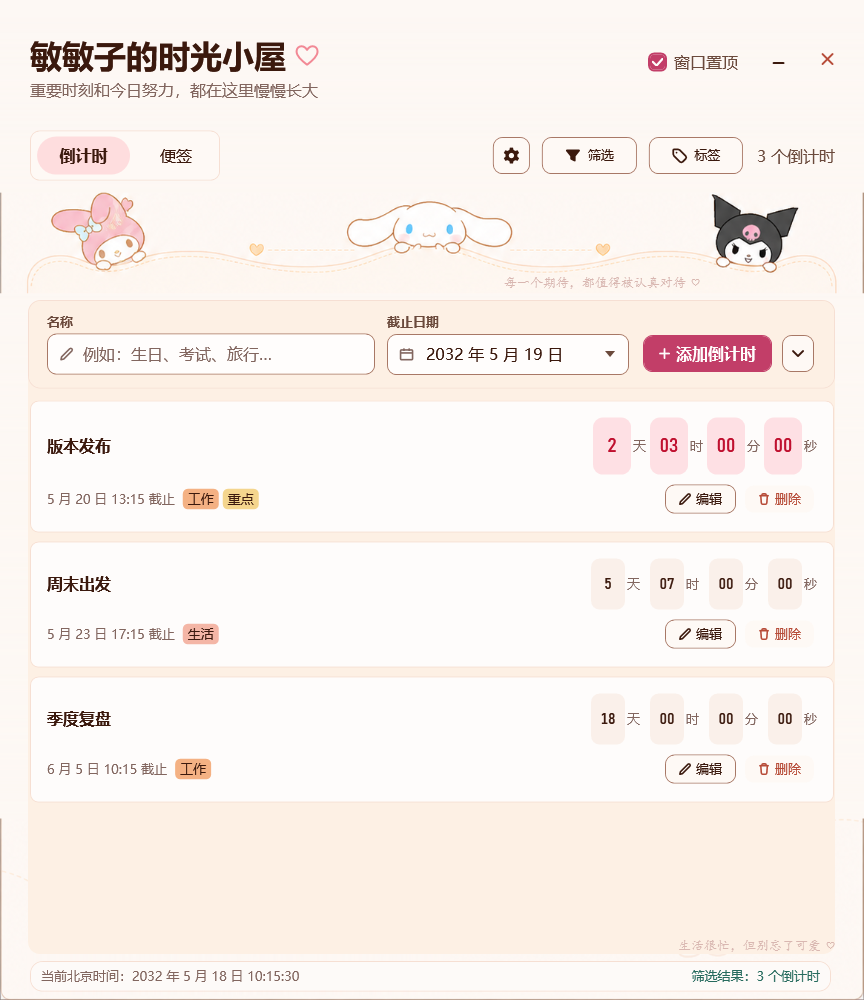 敏敏子的时光小屋
窗口置顶
重要时刻和今日努力，都在这里慢慢长大
倒计时 便签 筛选 标签 3 个倒计时
每一个期待，都值得被认真对待 ♡
名称 截止日期
例如：生日、考试、旅行... 2032 年 5 月 19 日 + 添加倒计时
版本发布 2 天 03 时 00 分 00 秒
5 月 20 日 13:15 截止 工作 重点 编辑 删除
周末出发 5 天 07 时 00 分 00 秒
5 月 23 日 17:15 截止 生活 编辑 删除
季度复盘 18 天 00 时 00 分 00 秒
6 月 5 日 10:15 截止 工作 编辑 删除
生活很忙，但别忘了可爱 ♡
当前北京时间：2032 年 5 月 18 日 10:15:30 筛选结果：3 个倒计时